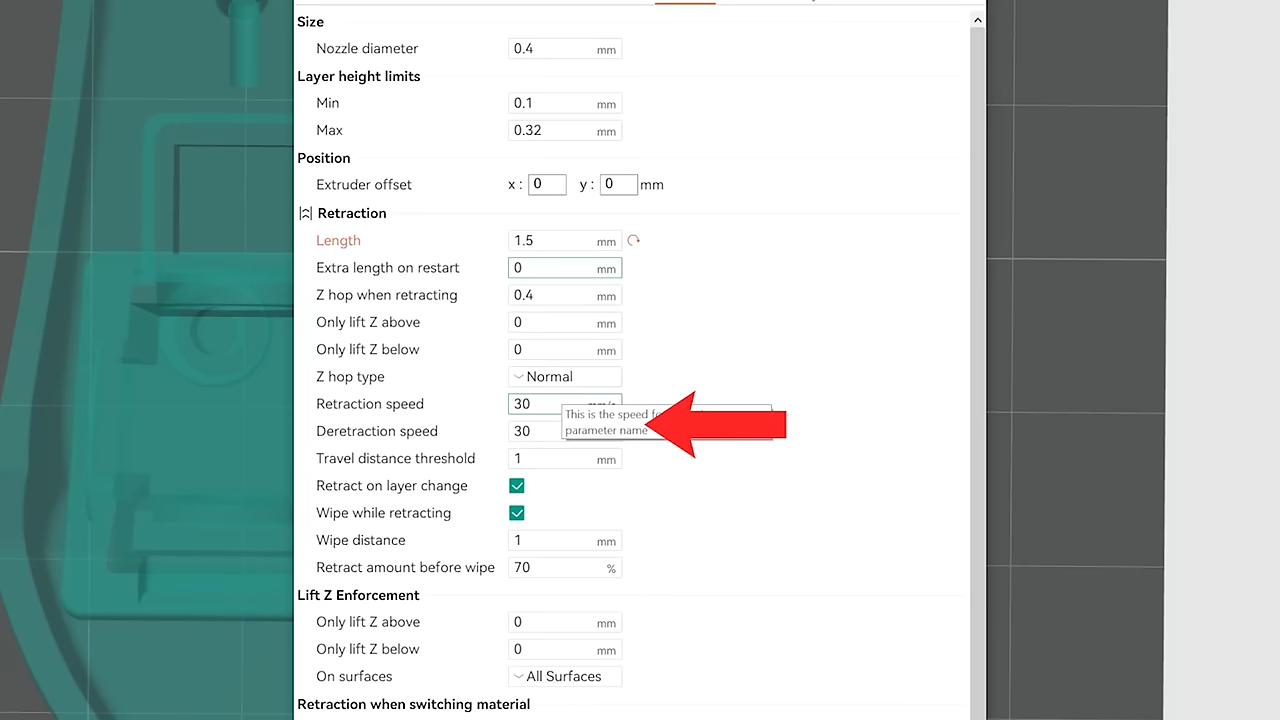 Size
Nozzle diameter 0.4 mm
Layer height limits
Min 0.1 mm
Max 0.32 mm
Position
Extruder offset x : 0 y : 0 mm
Retraction
Length 1.5 mm
Extra length on restart 0 mm
Z hop when retracting 0.4 mm
Only lift Z above 0 mm
Only lift Z below 0 mm
Z hop type Normal
Retraction speed 30
This is the speed
Deretraction speed 30
parameter name
Travel distance threshold 1 mm
Retract on layer change
Wipe while retracting
Wipe distance 1 mm
Retract amount before wipe 70 %
Lift Z Enforcement
Only lift Z above 0 mm
Only lift Z below 0 mm
On surfaces All Surfaces
Retraction when switching material